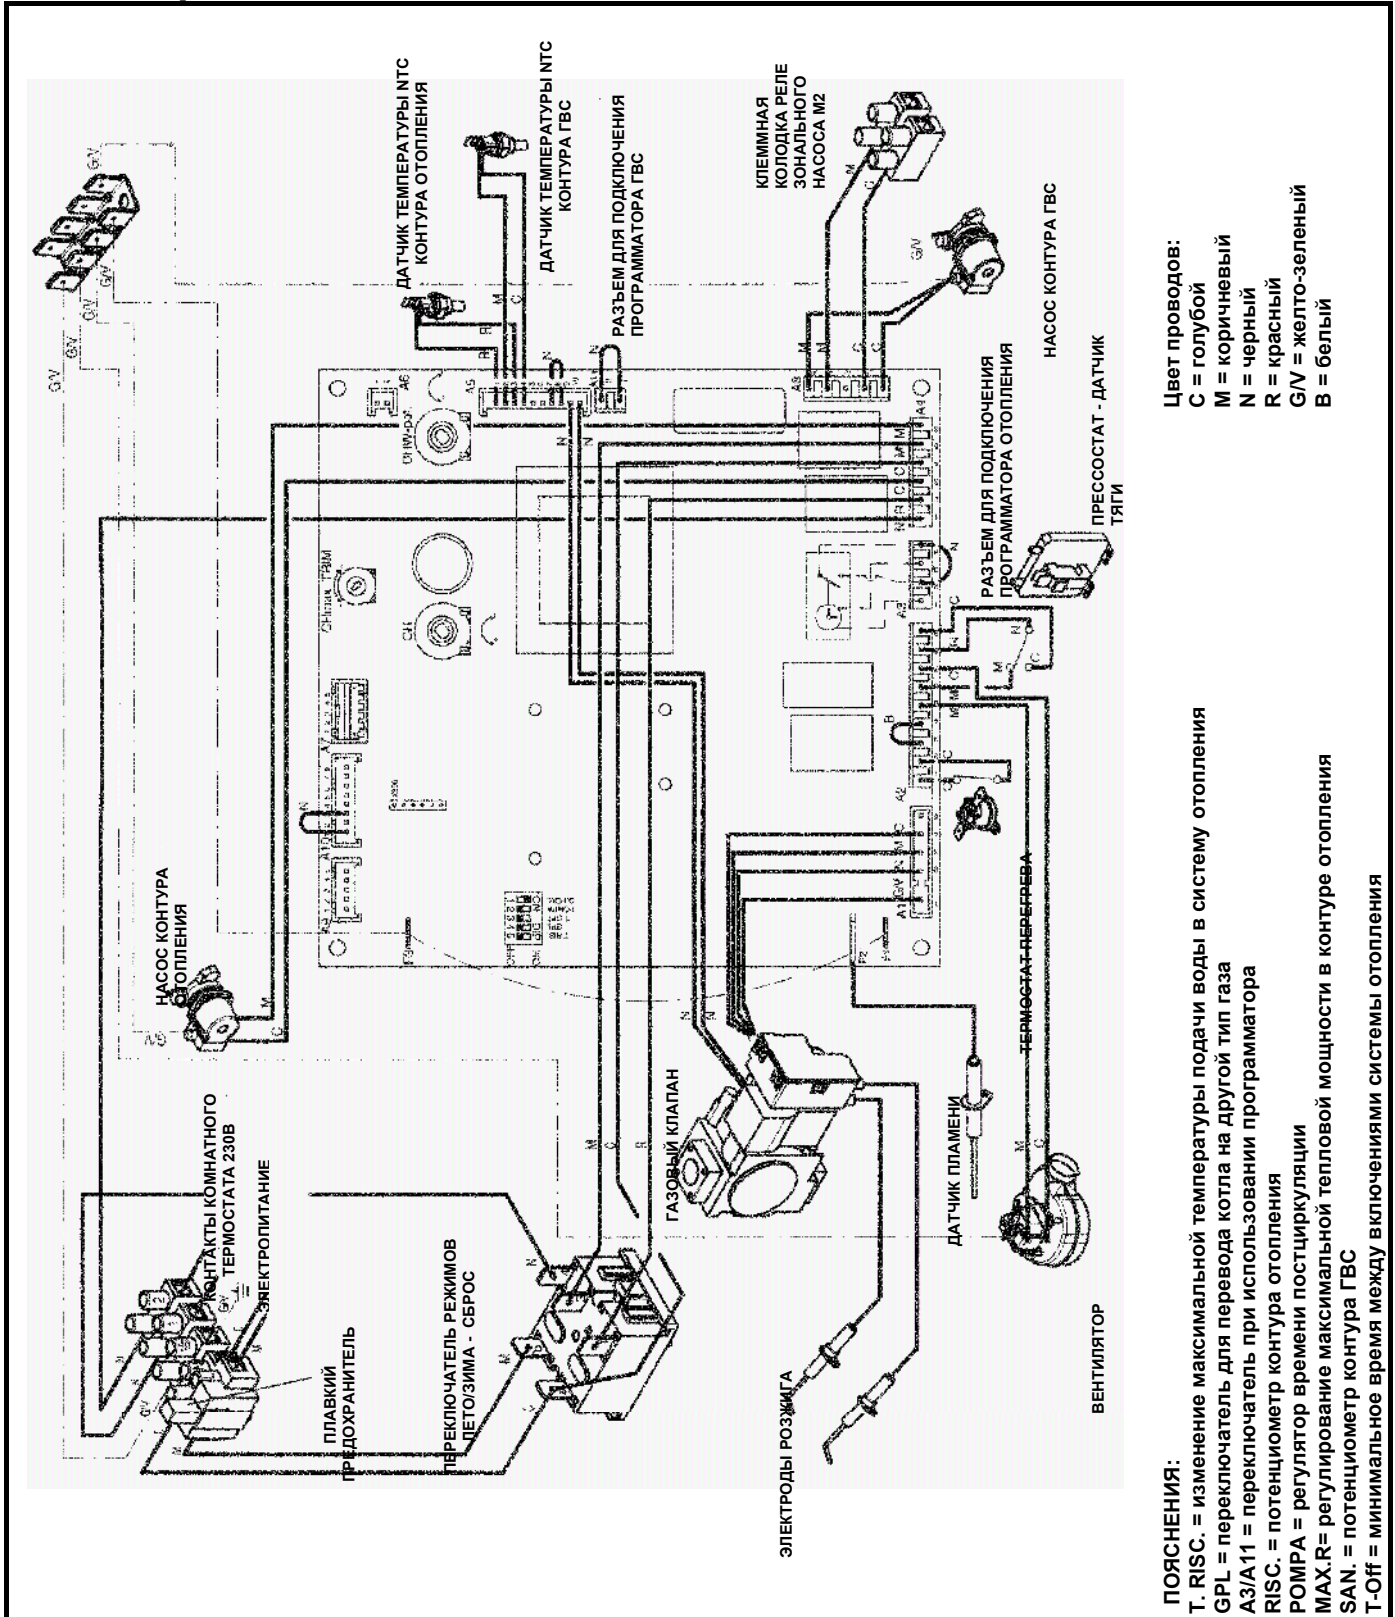 ДАТЧИК ТЕМПЕРАТУРЫ NTC
КОНТУРА ОТОПЛЕНИЯ
ДАТЧИК ТЕМПЕРАТУРЫ NTC
КОНТУРА ГВС
РАЗЪЕМ ДЛЯ ПОДКЛЮЧЕНИЯ
ПРОГРАММАТОРА ГВС
КЛЕММНАЯ
КОЛОДКА РЕЛЕ
ЗОНАЛЬНОГО
НАСОСА М2
НАСОС КОНТУРА ГВС
РАЗЪЕМ ДЛЯ ПОДКЛЮЧЕНИЯ
ПРОГРАММАТОРА ОТОПЛЕНИЯ
ПРЕССОСТАТ - ДАТЧИК
ТЯГИ
НАСОС КОНТУРА
ОТОПЛЕНИЯ
ТЕРМОСТАТ ПЕРЕГРЕВА
КОНТАКТЫ КОМНАТНОГО
ТЕРМОСТАТА 230В
ЭЛЕКТРОПИТАНИЕ
ГАЗОВЫЙ КЛАПАН
ДАТЧИК ПЛАМЕНИ
ПЛАВКИЙ
ПРЕДОХРАНИТЕЛЬ
ПЕРЕКЛЮЧАТЕЛЬ РЕЖИМОВ
ЛЕТО/ЗИМА - СБРОС
ЭЛЕКТРОДЫ РОЗЖИГА
ВЕНТИЛЯТОР
G/V
G/V
G/V
G/V
G/V
G/V
A6
A5
A4
A3
A2
CH
Цвет проводов:
C = голубой
M = коричневый
N = черный
R = красный
G/V = желто-зеленый
B = белый
ПОЯСНЕНИЯ:
T. RISC. = изменение максимальной температуры подачи воды в систему отопления
GPL = переключатель для перевода котла на другой тип газа
A3/A11 = переключатель при использовании программатора
RISC. = потенциометр контура отопления
POMPA = регулятор времени постциркуляции
MAX.R= регулирование максимальной тепловой мощности в контуре отопления
SAN. = потенциометр контура ГВС
T-Off = минимальное время между включениями системы отопления